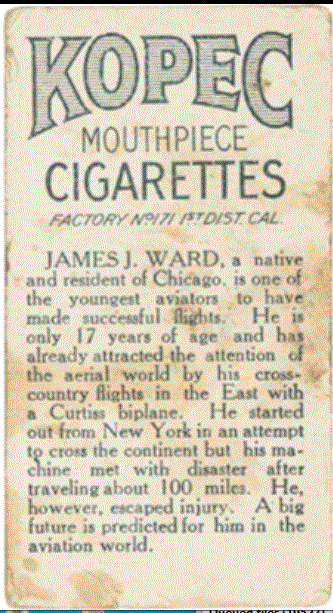 KOPEC
MOUTHPIECE
CIGARETTES
FACTORY Nº171 1ST DIST. CAL.
JAMES J. WARD, a native
and resident of Chicago, is one of
the youngest aviators to have
made successful flights. He is
only 17 years of age and has
already attracted the attention of
the aerial world by his cross-
country flights in the East with
a Curtiss biplane. He started
out from New York in an attempt
to cross the continent but his ma-
chine met with disaster after
traveling about 100 miles. He,
however, escaped injury. A big
future is predicted for him in the
aviation world.